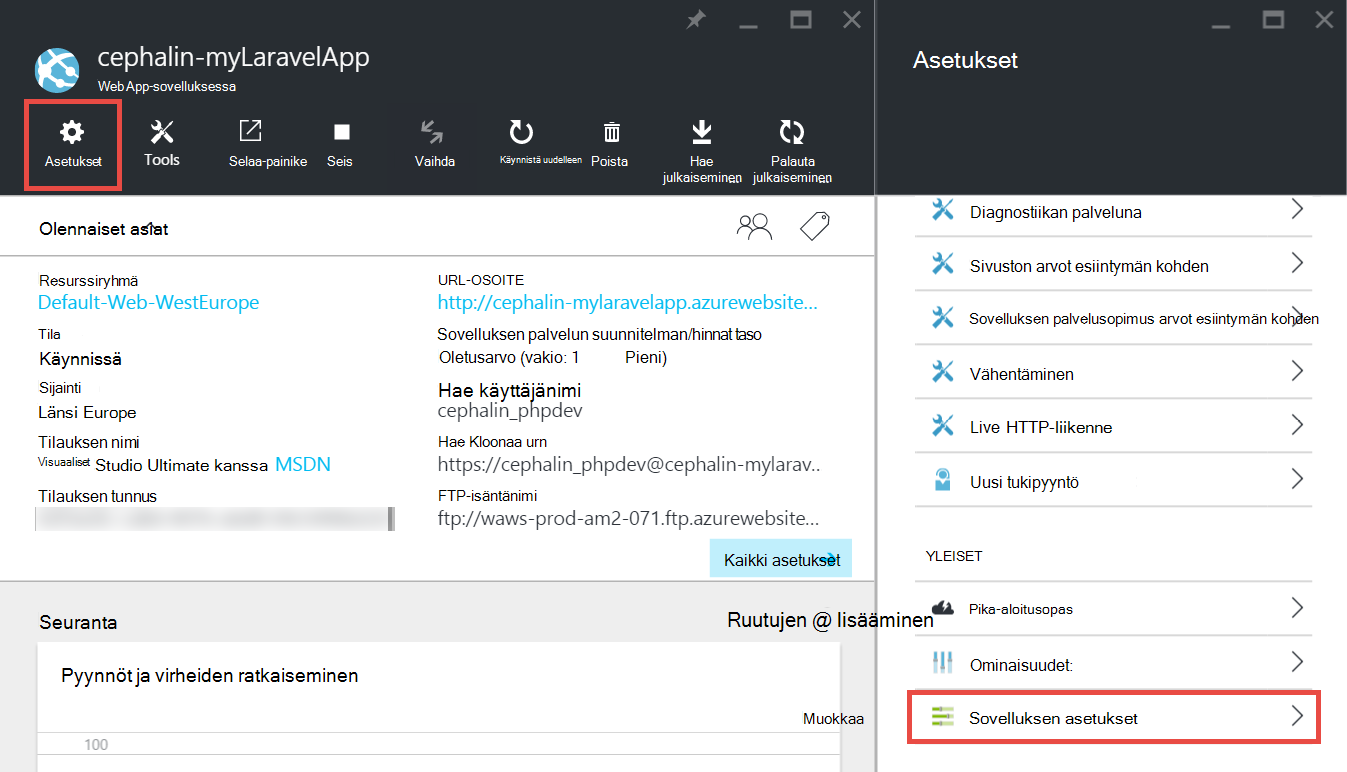 cephalin-myLaravelApp
Web App-sovelluksessa
Asetukset
Tools
Selaa-painike
Seis
Vaihda
Käynnistä uudelleen
Poista
Hae
julkaiseminen
Palauta
julkaiseminen
Olennaiset asiat
Resurssiryhmä
Default-Web-WestEurope
Tila
Käynnissä
Sijainti
Länsi Europe
Tilauksen nimi
Visuaaliset Studio Ultimate kanssa MSDN
Tilauksen tunnus
URL-OSOITE
http://cephalin-mylaravelapp.azurewebsite...
Sovelluksen palvelun suunnitelman/hinnat taso
Oletusarvo (vakio: 1 Pieni)
Hae käyttäjänimi
cephalin_phpdev
Hae Kloonaa urn
https://cephalin_phpdev@cephalin-mylarav..
FTP-isäntänimi
ftp://waws-prod-am2-071.ftp.azurewebsite...
Kaikki asetukset
Seuranta
Ruutujen @ lisääminen
Pyynnöt ja virheiden ratkaiseminen
Muokkaa
100
Asetukset
Diagnostiikan palveluna
Sivuston arvot esiintymän kohden
Sovelluksen palvelusopimus arvot esiintymän kohden
Vähentäminen
Live HTTP-liikenne
Uusi tukipyyntö
YLEISET
Pika-aloitusopas
Ominaisuudet:
Sovelluksen asetukset